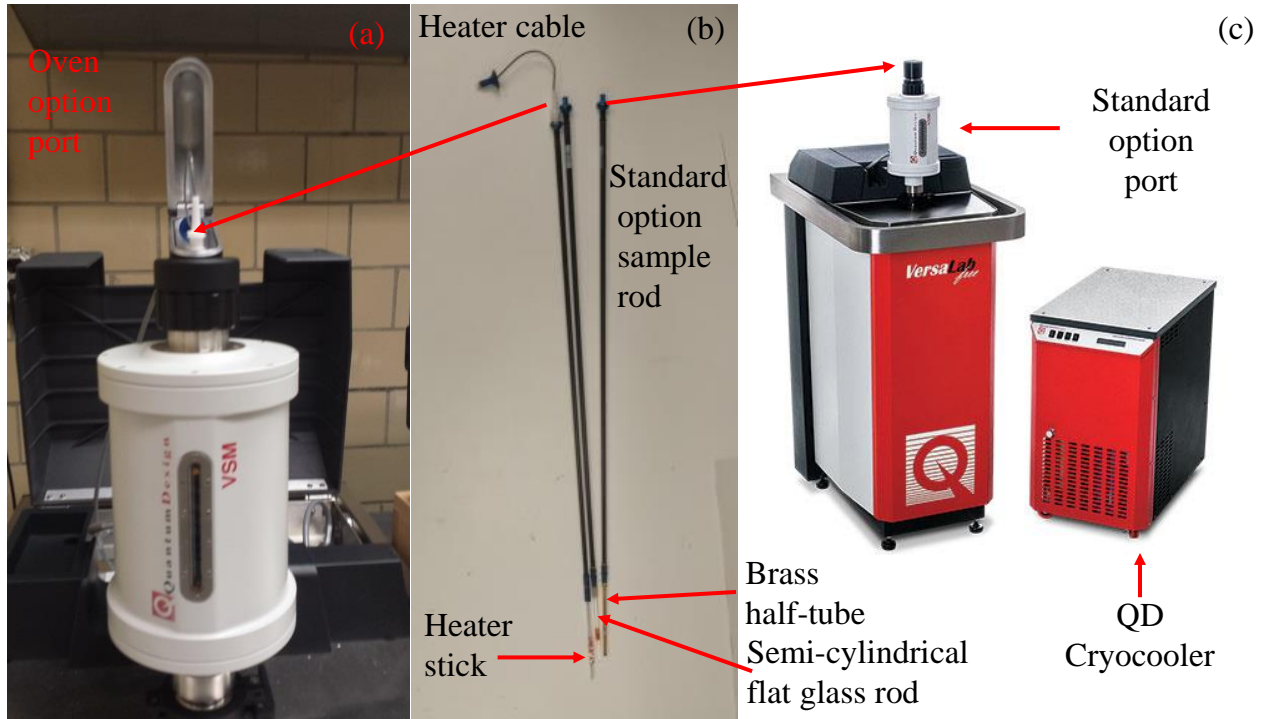 (a)
Oven
option
port
Quantum Design
VSM
Heater cable
(b)
Standard
option
sample
rod
Heater
stick
Brass
half-tube
Semi-cylindrical
flat glass rod
(c)
Standard
option
port
VersaLab
free
QD
Cryocooler